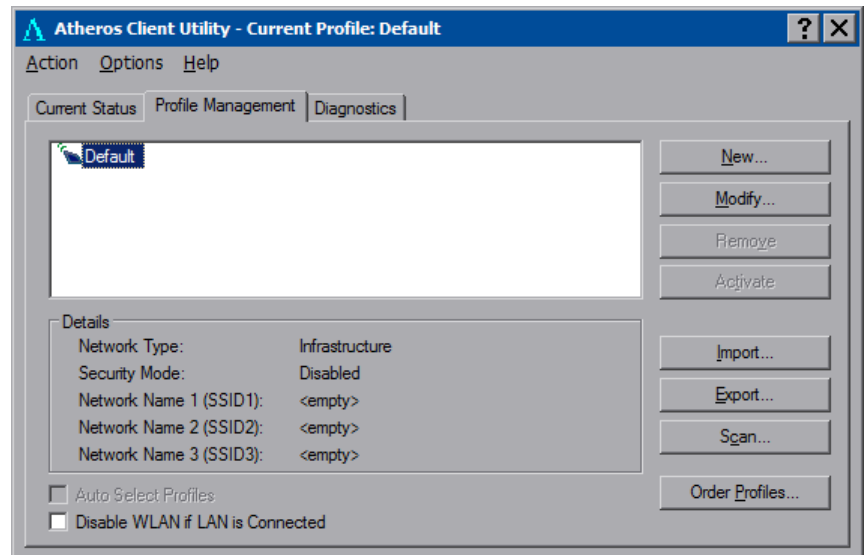 Atheros Client Utility - Current Profile: Default
? X
Action Options Help
Current Status Profile Management Diagnostics
Default
New...
Modify...
Remove
Activate
Details
Network Type: Infrastructure
Security Mode: Disabled
Network Name 1 (SSID1): <empty>
Network Name 2 (SSID2): <empty>
Network Name 3 (SSID3): <empty>
Import...
Export...
Scan...
Order Profiles...
Auto Select Profiles
Disable WLAN if LAN is Connected